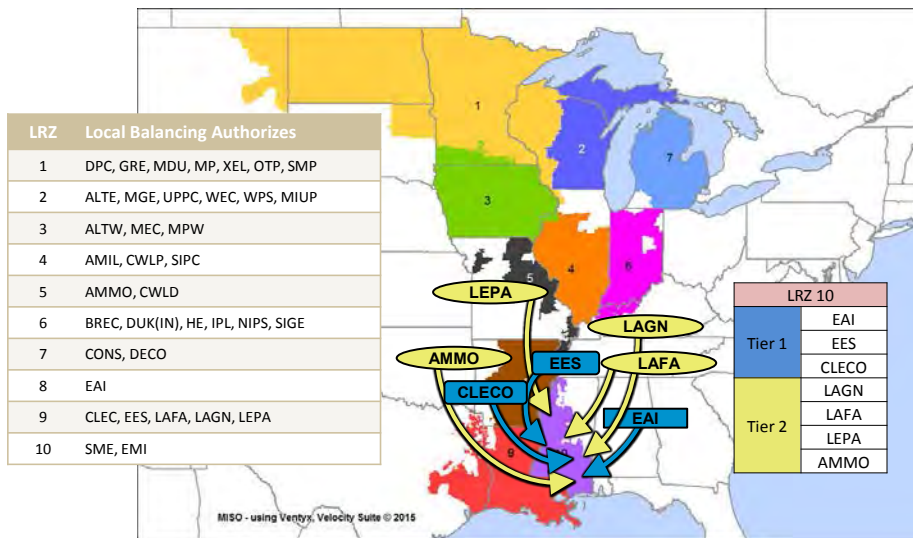 LRZ Local Balancing Authorizes
1 DPC, GRE, MDU, MP, XEL, OTP, SMP
2 ALTE, MGE, UPPC, WEC, WPS, MIUP
3 ALTW, MEC, MPW
4 AMIL, CWLP, SIPC
5 AMMO, CWLD
6 BREC, DUK(IN), HE, IPL, NIPS, SIGE
7 CONS, DECO
8 EAI
9 CLEC, EES, LAFA, LAGN, LEPA
10 SME, EMI
1
2
7
3
4
6
5
LEPA
LAGN
AMMO
EES
LAFA
CLECO
EAI
9
MISO - using Ventyx, Velocity Suite © 2015
LRZ 10
Tier 1
EAI
EES
CLECO
Tier 2
LAGN
LAFA
LEPA
AMMO